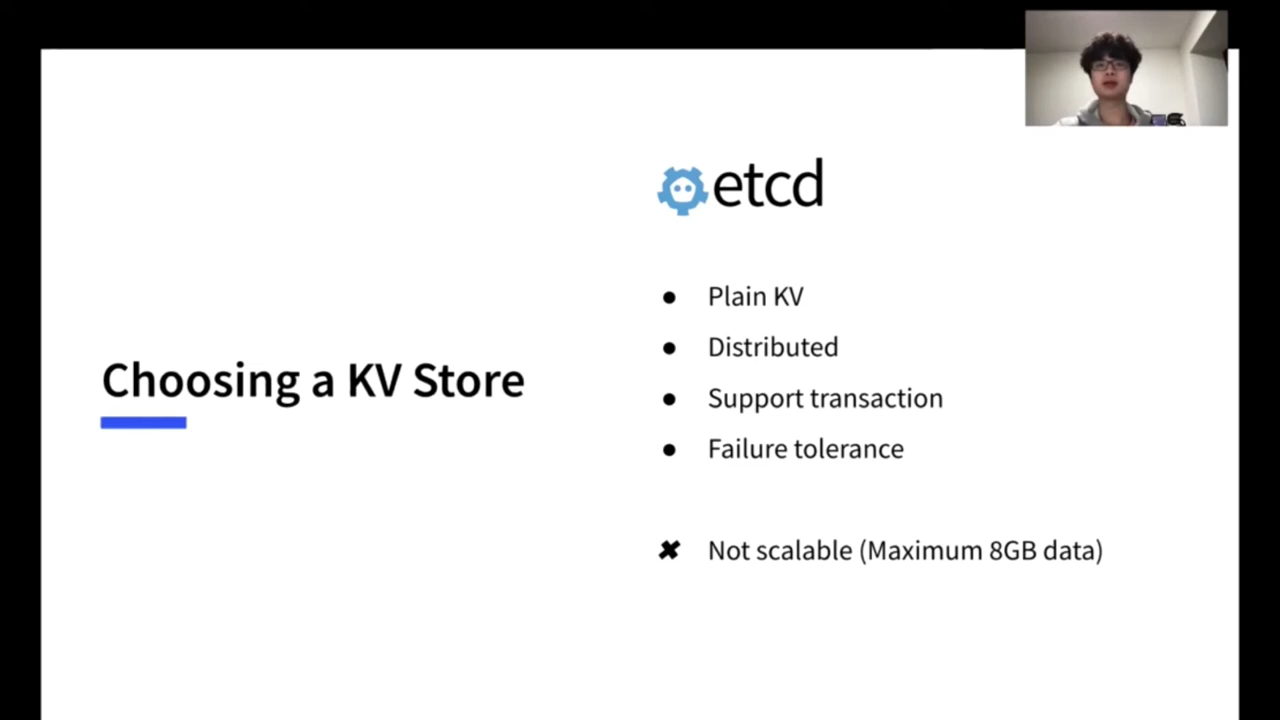 etcd
Choosing a KV Store
Plain KV
Distributed
Support transaction
Failure tolerance
Not scalable (Maximum 8GB data)